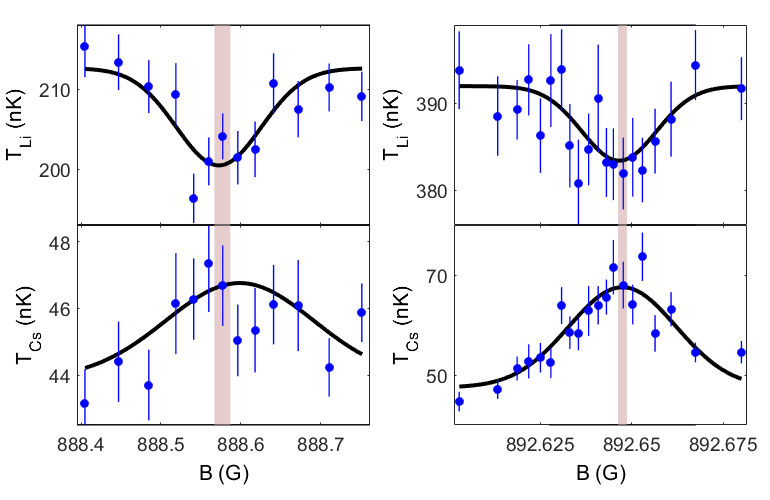 T_Li (nK)
210
200
T_Li (nK)
390
380
T_Cs (nK)
48
46
44
T_Cs (nK)
70
50
888.4 888.5 888.6 888.7
892.625 892.65 892.675
B (G)
B (G)